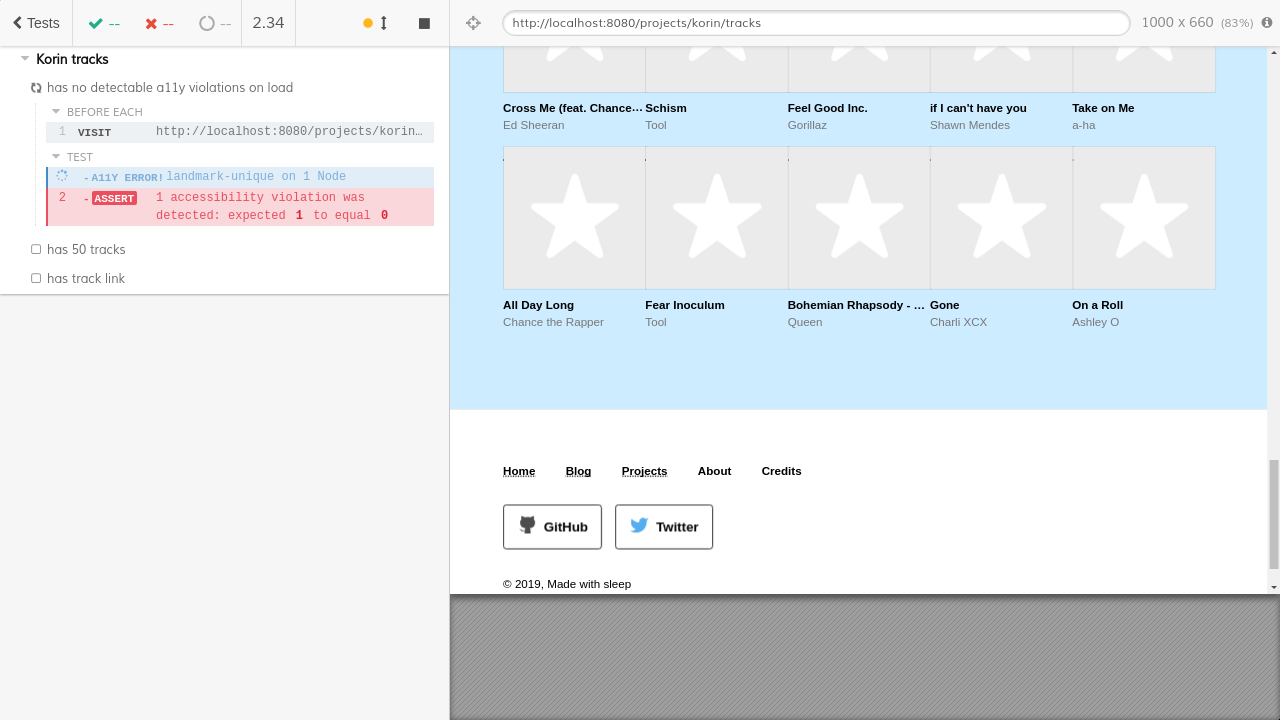 Tests
--
--
--
2.34
http://localhost:8080/projects/korin/tracks
1000 x 660 (83%)
Korin tracks
has no detectable a11y violations on load
BEFORE EACH
1 VISIT http://localhost:8080/projects/korin…
TEST
-A11Y ERROR! landmark-unique on 1 Node
2 -ASSERT 1 accessibility violation was
detected: expected 1 to equal 0
has 50 tracks
has track link
Cross Me (feat. Chance… Schism Feel Good Inc. if I can't have you Take on Me
Ed Sheeran Tool Gorillaz Shawn Mendes a-ha
All Day Long Fear Inoculum Bohemian Rhapsody - … Gone On a Roll
Chance the Rapper Tool Queen Charli XCX Ashley O
Home Blog Projects About Credits
GitHub Twitter
© 2019, Made with sleep